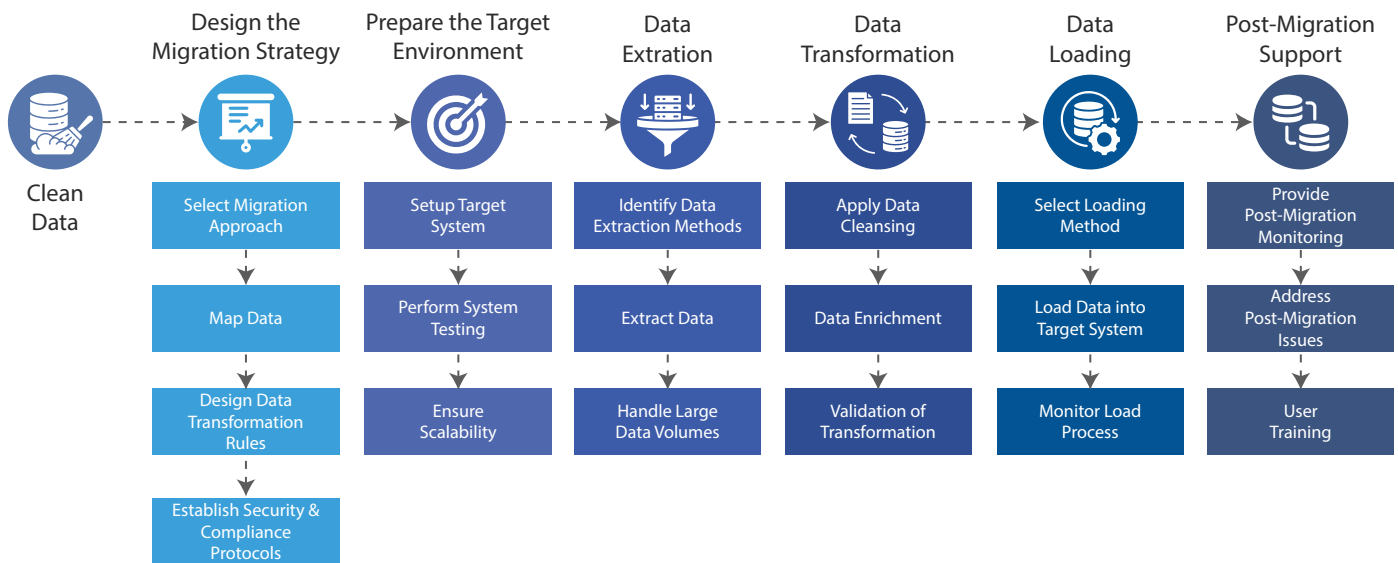 Clean
Data
Design the
Migration Strategy
Select Migration
Approach
Map Data
Design Data
Transformation
Rules
Establish Security &
Compliance
Protocols
Prepare the Target
Environment
Setup Target
System
Perform System
Testing
Ensure
Scalability
Data
Extration
Identify Data
Extraction Methods
Extract Data
Handle Large
Data Volumes
Data
Transformation
Apply Data
Cleansing
Data Enrichment
Validation of
Transformation
Data
Loading
Select Loading
Method
Load Data into
Target System
Monitor Load
Process
Post-Migration
Support
Provide
Post-Migration
Monitoring
Address
Post-Migration
Issues
User
Training